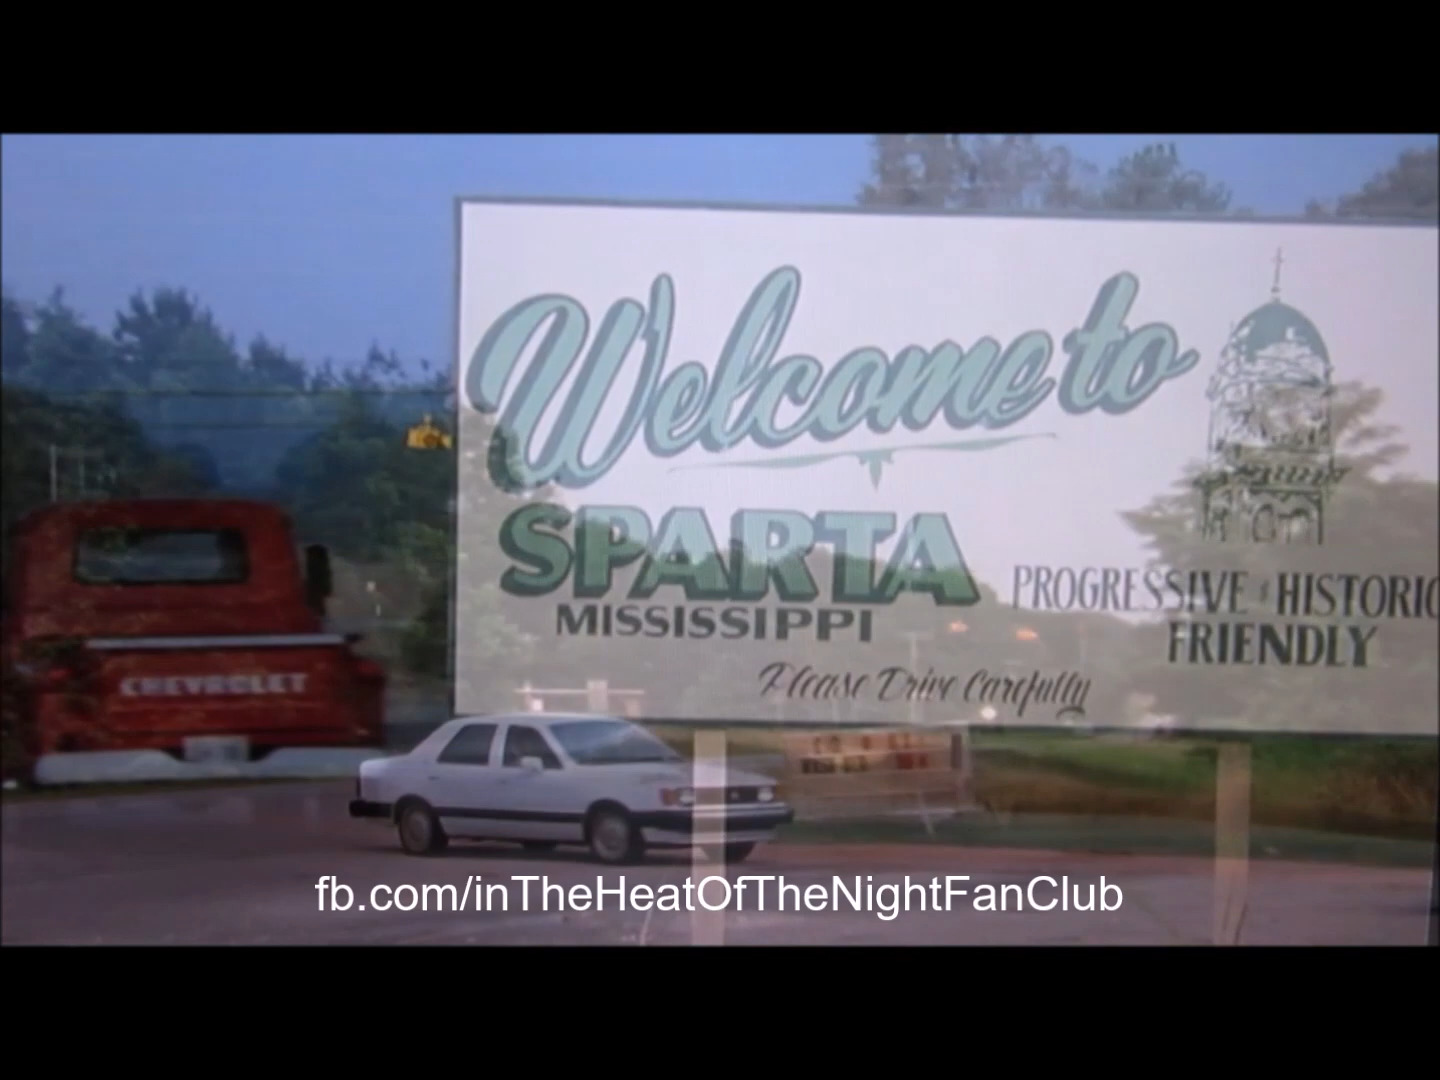 Welcome to
SPARTA
MISSISSIPPI
PROGRESSIVE & HISTORIC
FRIENDLY
Please Drive Carefully
CHEVROLET
fb.com/inTheHeatOfTheNightFanClub